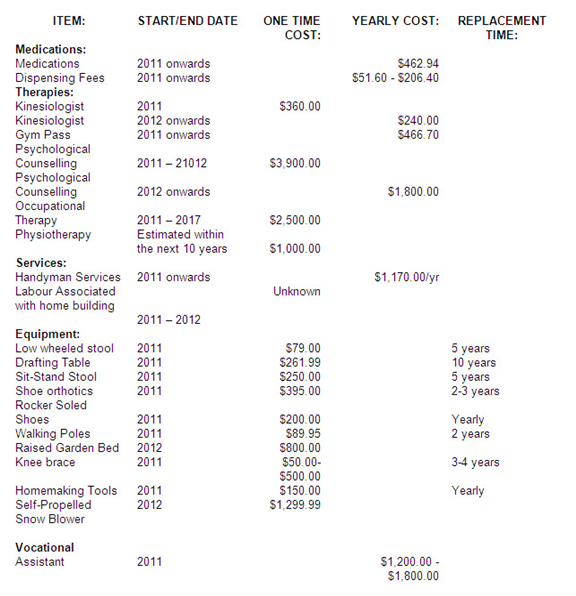 ITEM: START/END DATE ONE TIME YEARLY COST: REPLACEMENT
COST: TIME:
Medications:
Medications 2011 onwards $462.94
Dispensing Fees 2011 onwards $51.60 - $206.40
Therapies:
Kinesiologist 2011 $360.00
Kinesiologist 2012 onwards $240.00
Gym Pass 2011 onwards $466.70
Psychological
Counselling 2011 – 21012 $3,900.00
Psychological
Counselling 2012 onwards $1,800.00
Occupational
Therapy 2011 – 2017 $2,500.00
Physiotherapy Estimated within
the next 10 years $1,000.00
Services:
Handyman Services 2011 onwards $1,170.00/yr
Labour Associated Unknown
with home building
2011 – 2012
Equipment:
Low wheeled stool 2011 $79.00 5 years
Drafting Table 2011 $261.99 10 years
Sit-Stand Stool 2011 $250.00 5 years
Shoe orthotics 2011 $395.00 2-3 years
Rocker Soled
Shoes 2011 $200.00 Yearly
Walking Poles 2011 $89.95 2 years
Raised Garden Bed 2012 $800.00
Knee brace 2011 $50.00- 3-4 years
$500.00
Homemaking Tools 2011 $150.00 Yearly
Self-Propelled 2012 $1,299.99
Snow Blower
Vocational
Assistant 2011 $1,200.00 -
$1,800.00